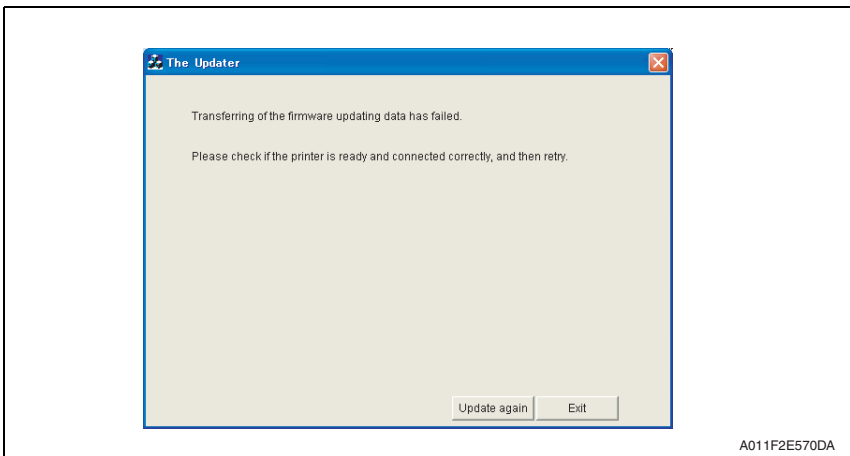 The Updater
Transferring of the firmware updating data has failed.
Please check if the printer is ready and connected correctly, and then retry.
Update again
Exit
A011F2E570DA